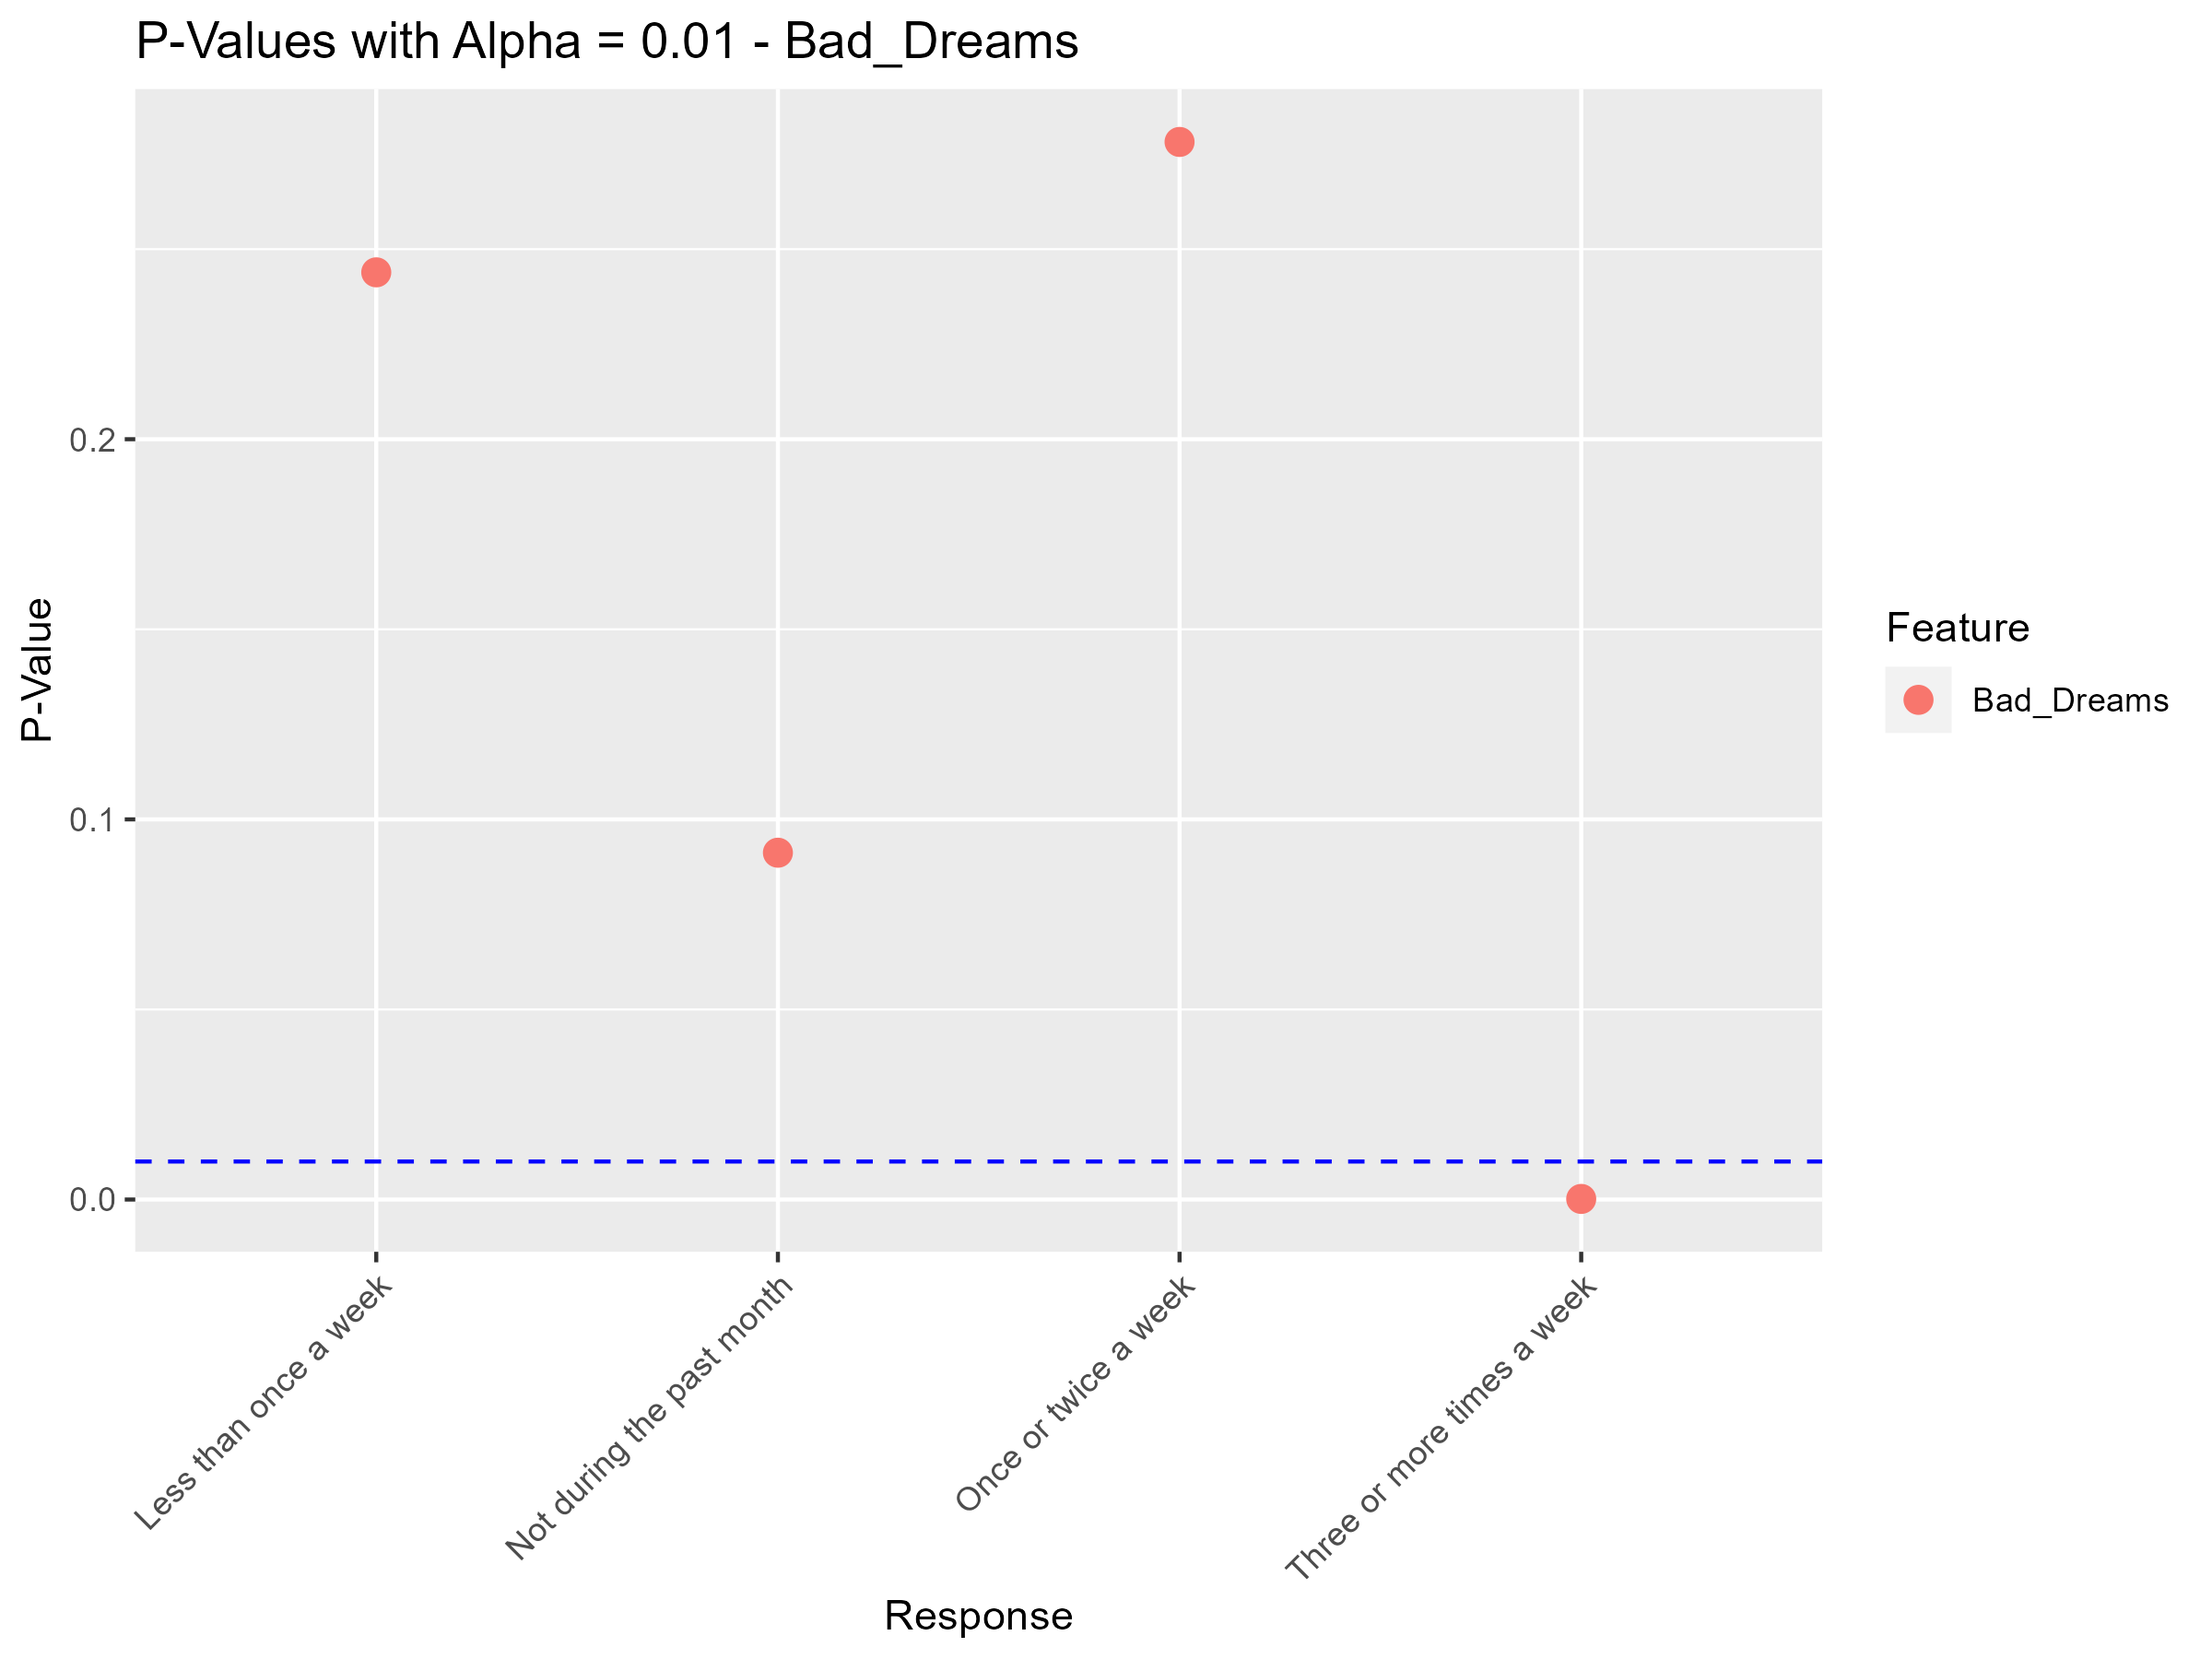 P-Values with Alpha = 0.01 - Bad_Dreams
P-Value
0.2
0.1
0.0
Less than once a week
Not during the past month
Once or twice a week
Three or more times a week
Response
Feature
Bad_Dreams